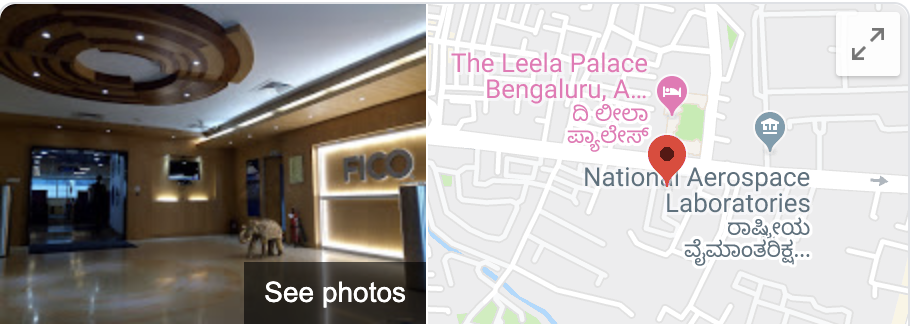 FICO
See photos
The Leela Palace
Bengaluru, A...
ದಿ ಲೀಲಾ
ಪ್ಯಾಲೇಸ್
National Aerospace
Laboratories
ರಾಷ್ಟ್ರೀಯ
ವೈಮಾಂತರಿಕ್ಷ...